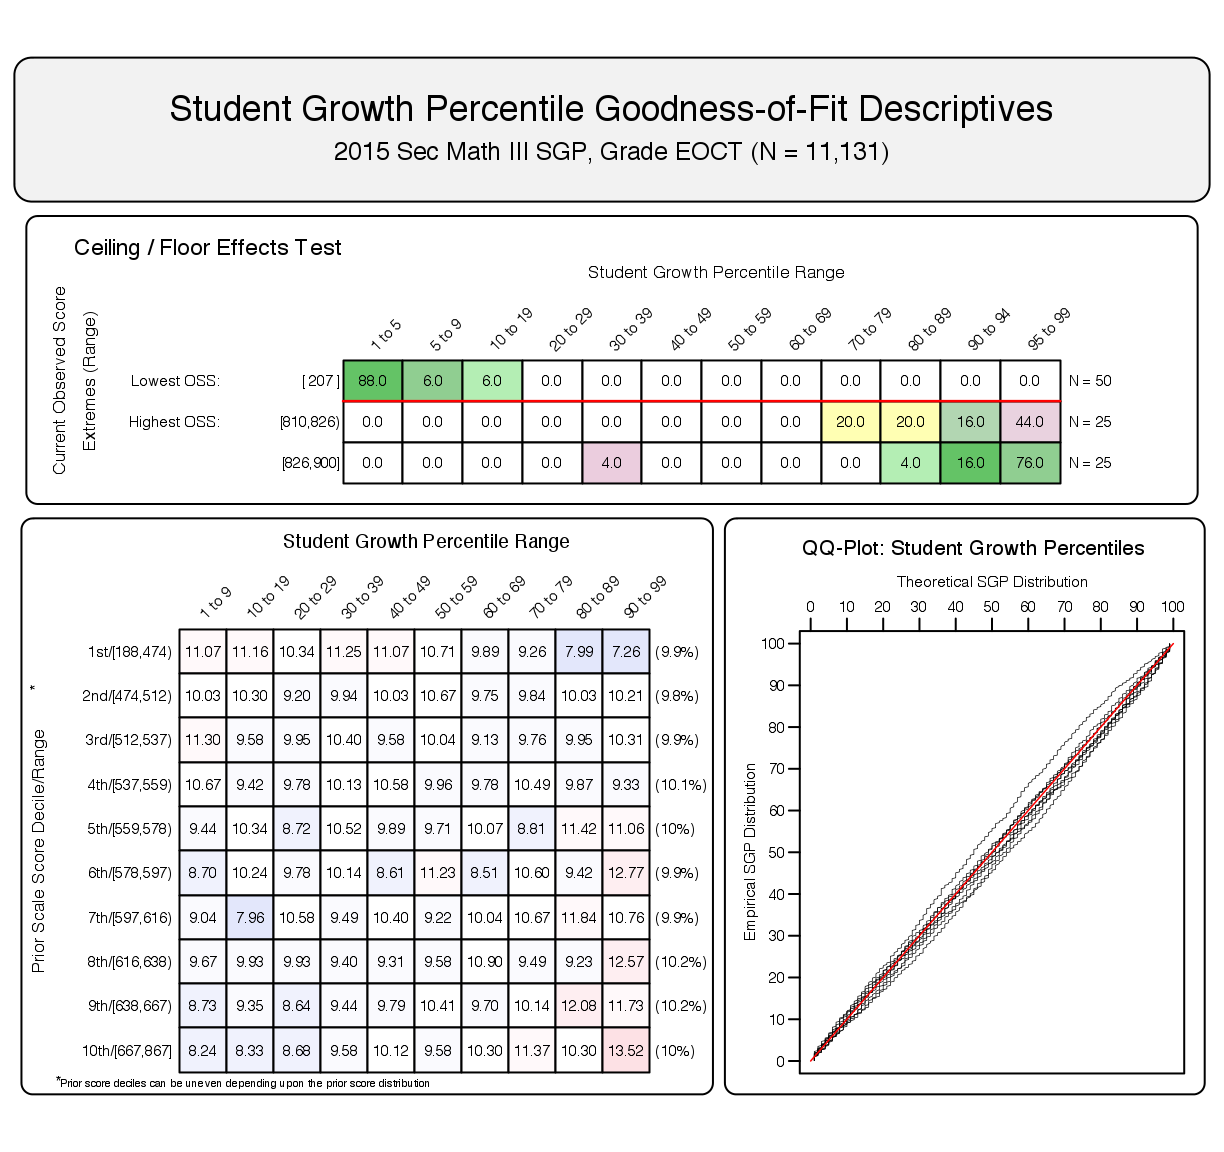 Student Growth Percentile Goodness-of-Fit Descriptives
2015 Sec Math III SGP, Grade EOCT (N = 11,131)
Ceiling / Floor Effects Test
Student Growth Percentile Range
Current Observed Score
Extremes (Range)
1 to 5 5 to 9 10 to 19 20 to 29 30 to 39 40 to 49 50 to 59 60 to 69 70 to 79 80 to 89 90 to 94 95 to 99
Lowest OSS: [207] 88.0 6.0 6.0 0.0 0.0 0.0 0.0 0.0 0.0 0.0 0.0 0.0 N = 50
Highest OSS: [810,826) 0.0 0.0 0.0 0.0 0.0 0.0 0.0 0.0 20.0 20.0 16.0 44.0 N = 25
[826,900] 0.0 0.0 0.0 0.0 4.0 0.0 0.0 0.0 0.0 4.0 16.0 76.0 N = 25
Student Growth Percentile Range
1 to 9 10 to 19 20 to 29 30 to 39 40 to 49 50 to 59 60 to 69 70 to 79 80 to 89 90 to 99
Prior Scale Score Decile/Range *
1st/[188,474) 11.07 11.16 10.34 11.25 11.07 10.71 9.89 9.26 7.99 7.26 (9.9%)
2nd/[474,512) 10.03 10.30 9.20 9.94 10.03 10.67 9.75 9.84 10.03 10.21 (9.8%)
3rd/[512,537) 11.30 9.58 9.95 10.40 9.58 10.04 9.13 9.76 9.95 10.31 (9.9%)
4th/[537,559) 10.67 9.42 9.78 10.13 10.58 9.96 9.78 10.49 9.87 9.33 (10.1%)
5th/[559,578) 9.44 10.34 8.72 10.52 9.89 9.71 10.07 8.81 11.42 11.06 (10%)
6th/[578,597) 8.70 10.24 9.78 10.14 8.61 11.23 8.51 10.60 9.42 12.77 (9.9%)
7th/[597,616) 9.04 7.96 10.58 9.49 10.40 9.22 10.04 10.67 11.84 10.76 (9.9%)
8th/[616,638) 9.67 9.93 9.93 9.40 9.31 9.58 10.90 9.49 9.23 12.57 (10.2%)
9th/[638,667) 8.73 9.35 8.64 9.44 9.79 10.41 9.70 10.14 12.08 11.73 (10.2%)
10th/[667,867] 8.24 8.33 8.68 9.58 10.12 9.58 10.30 11.37 10.30 13.52 (10%)
*Prior score deciles can be uneven depending upon the prior score distribution
QQ-Plot: Student Growth Percentiles
Theoretical SGP Distribution
0 10 20 30 40 50 60 70 80 90 100
Empirical SGP Distribution
100
90
80
70
60
50
40
30
20
10
0